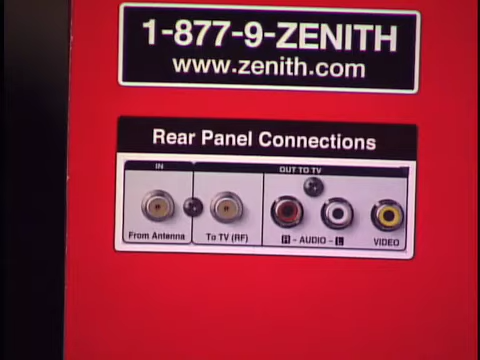 1-877-9-ZENITH
www.zenith.com
Rear Panel Connections
IN
OUT TO TV
From Antenna
To TV (RF)
R - AUDIO - L
VIDEO